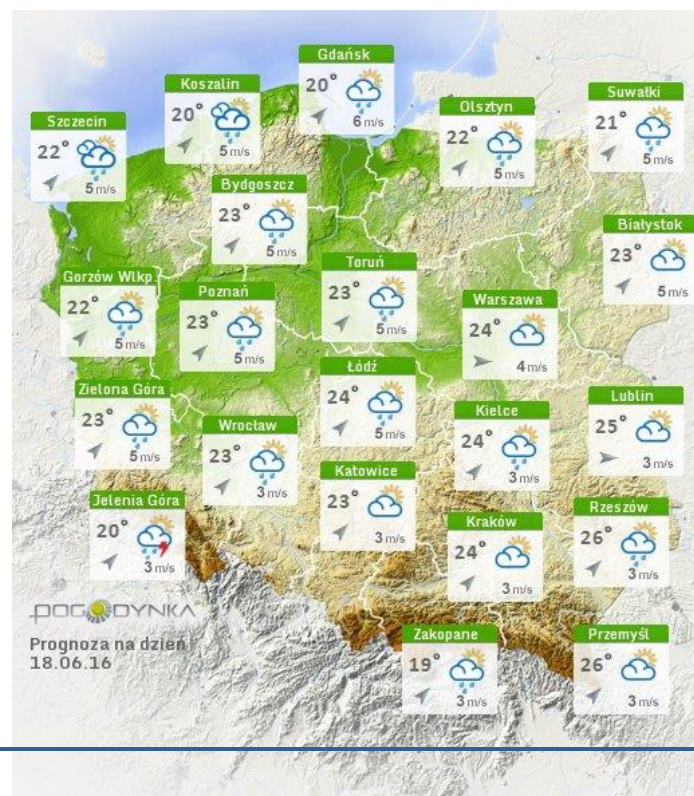 Gdańsk
20°
6 m/s
Koszalin
20°
5 m/s
Suwałki
21°
5 m/s
Olsztyn
22°
5 m/s
Szczecin
22°
5 m/s
Bydgoszcz
23°
5 m/s
Białystok
23°
5 m/s
Toruń
23°
5 m/s
Gorzów Wlkp
22°
5 m/s
Poznań
23°
5 m/s
Warszawa
24°
4 m/s
Łódź
24°
5 m/s
Zielona Góra
23°
5 m/s
Lublin
25°
3 m/s
Kielce
24°
3 m/s
Wrocław
23°
3 m/s
Katowice
23°
3 m/s
Jelenia Góra
20°
3 m/s
Rzeszów
26°
3 m/s
Kraków
24°
3 m/s
POGODYNKA
Prognoza na dzień
18.06.16
Zakopane
19°
3 m/s
Przemyśl
26°
3 m/s